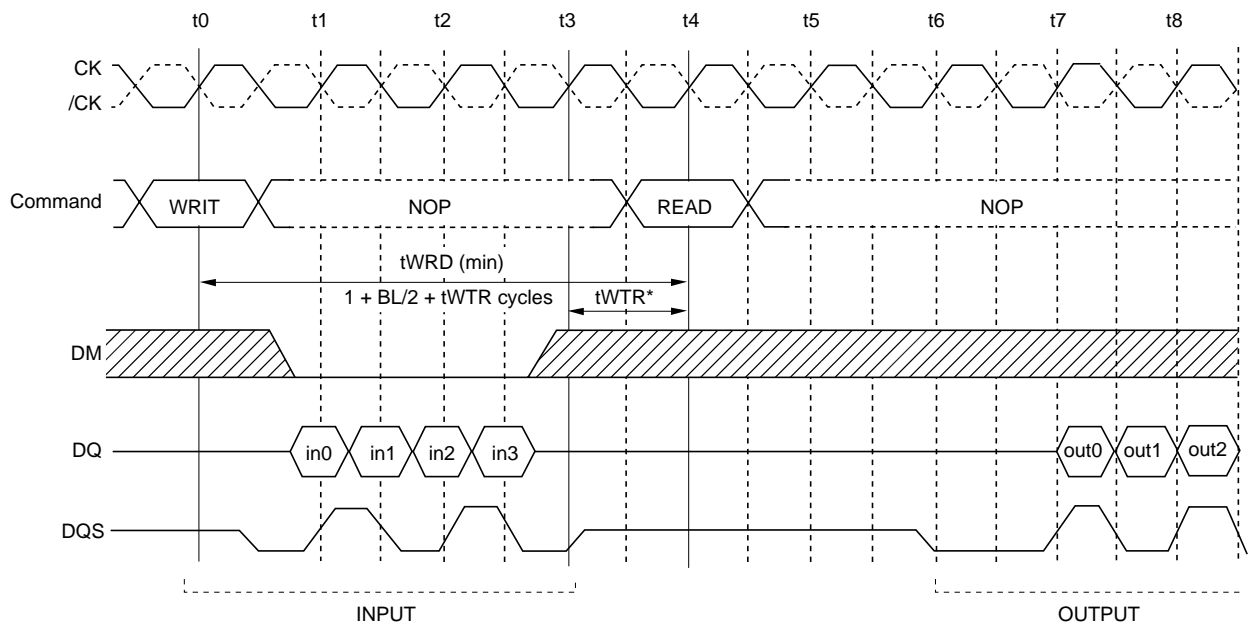 t0 t1 t2 t3 t4 t5 t6 t7 t8
CK
/CK
Command WRIT NOP READ NOP
tWRD (min)
1 + BL/2 + tWTR cycles tWTR*
DM
DQ in0 in1 in2 in3 out0 out1 out2
DQS
INPUT OUTPUT